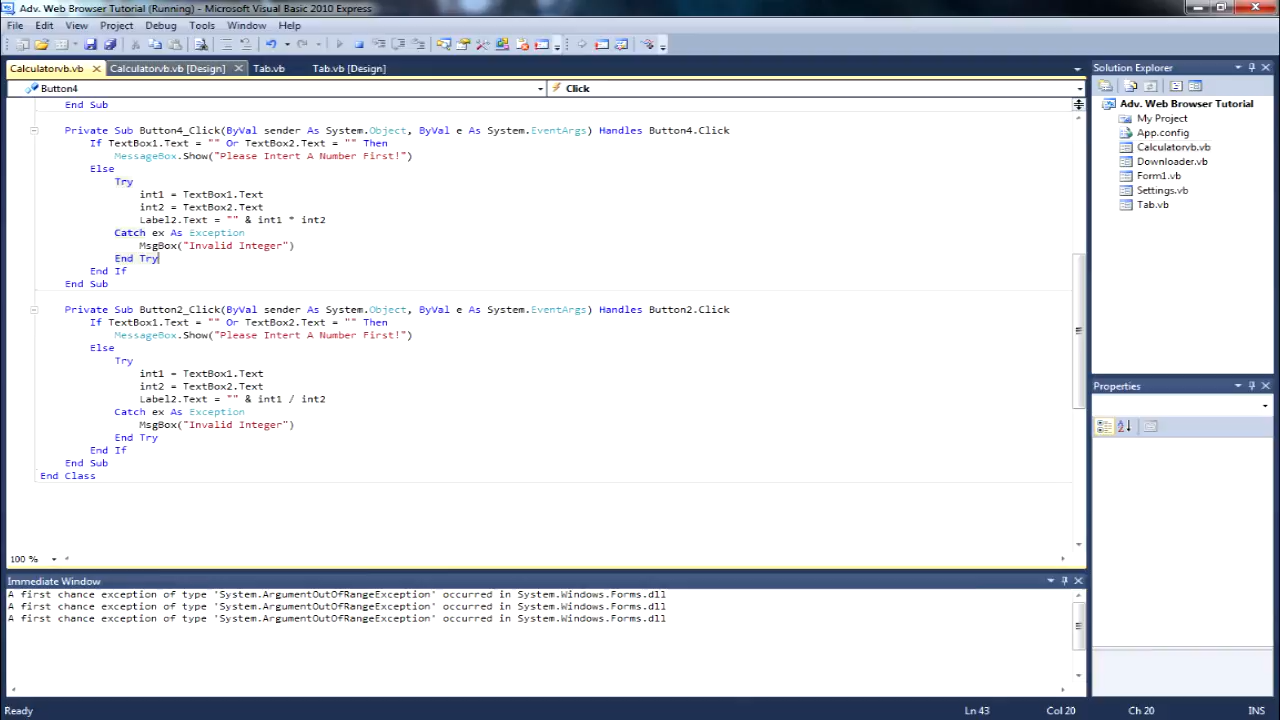 Adv. Web Browser Tutorial (Running) - Microsoft Visual Basic 2010 Express
File Edit View Project Debug Tools Window Help
Calculatorvb.vb Calculatorvb.vb [Design] Tab.vb Tab.vb [Design]
Button4 Click
End Sub
Private Sub Button4_Click(ByVal sender As System.Object, ByVal e As System.EventArgs) Handles Button4.Click
If TextBox1.Text = "" Or TextBox2.Text = "" Then
MessageBox.Show("Please Intert A Number First!")
Else
Try
int1 = TextBox1.Text
int2 = TextBox2.Text
Label2.Text = "" & int1 * int2
Catch ex As Exception
MsgBox("Invalid Integer")
End Try
End If
End Sub
Private Sub Button2_Click(ByVal sender As System.Object, ByVal e As System.EventArgs) Handles Button2.Click
If TextBox1.Text = "" Or TextBox2.Text = "" Then
MessageBox.Show("Please Intert A Number First!")
Else
Try
int1 = TextBox1.Text
int2 = TextBox2.Text
Label2.Text = "" & int1 / int2
Catch ex As Exception
MsgBox("Invalid Integer")
End Try
End If
End Sub
End Class
100 %
Immediate Window
A first chance exception of type 'System.ArgumentOutOfRangeException' occurred in System.Windows.Forms.dll
A first chance exception of type 'System.ArgumentOutOfRangeException' occurred in System.Windows.Forms.dll
A first chance exception of type 'System.ArgumentOutOfRangeException' occurred in System.Windows.Forms.dll
Solution Explorer
Adv. Web Browser Tutorial
My Project
App.config
Calculatorvb.vb
Downloader.vb
Form1.vb
Settings.vb
Tab.vb
Properties
Ready Ln 43 Col 20 Ch 20 INS